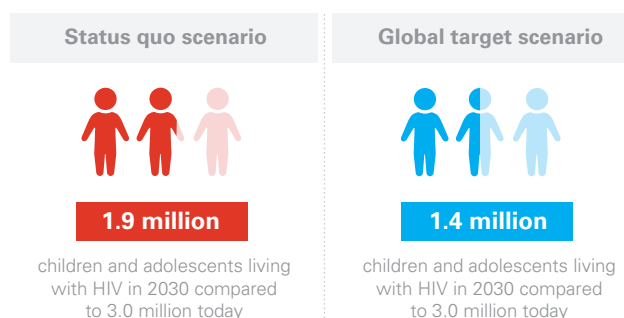 Status quo scenario
1.9 million
children and adolescents living
with HIV in 2030 compared
to 3.0 million today
Global target scenario
1.4 million
children and adolescents living
with HIV in 2030 compared
to 3.0 million today